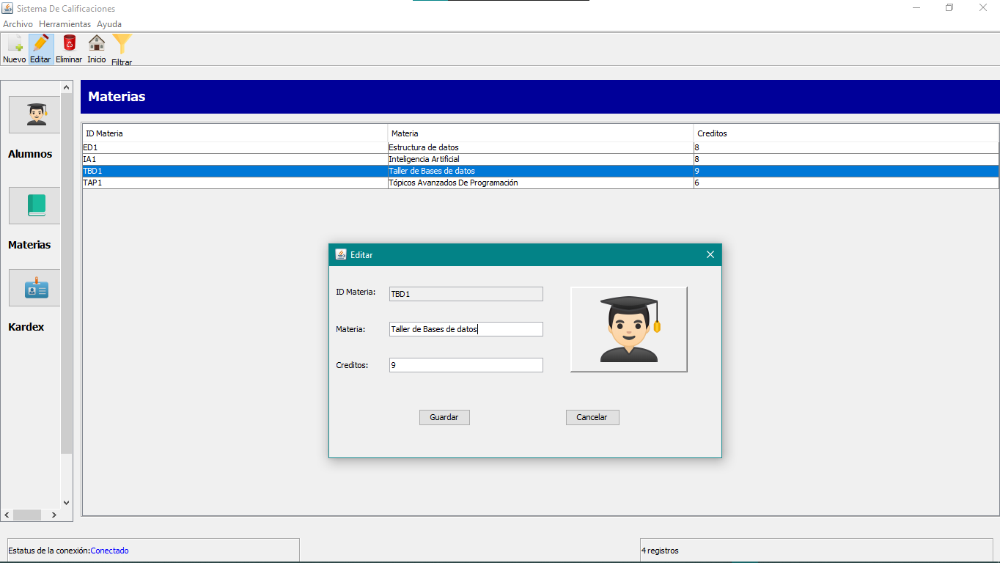 Sistema De Calificaciones
Archivo Herramientas Ayuda
Nuevo Editar Eliminar Inicio Filtrar
Alumnos
Materias
Kardex
Materias
ID Materia Materia Creditos
ED1 Estructura de datos 8
IA1 Inteligencia Artificial 8
TBD1 Taller de Bases de datos 9
TAP1 Tópicos Avanzados De Programación 6
Editar
ID Materia: TBD1
Materia: Taller de Bases de datos
Creditos: 9
Guardar Cancelar
Estatus de la conexión:Conectado
4 registros